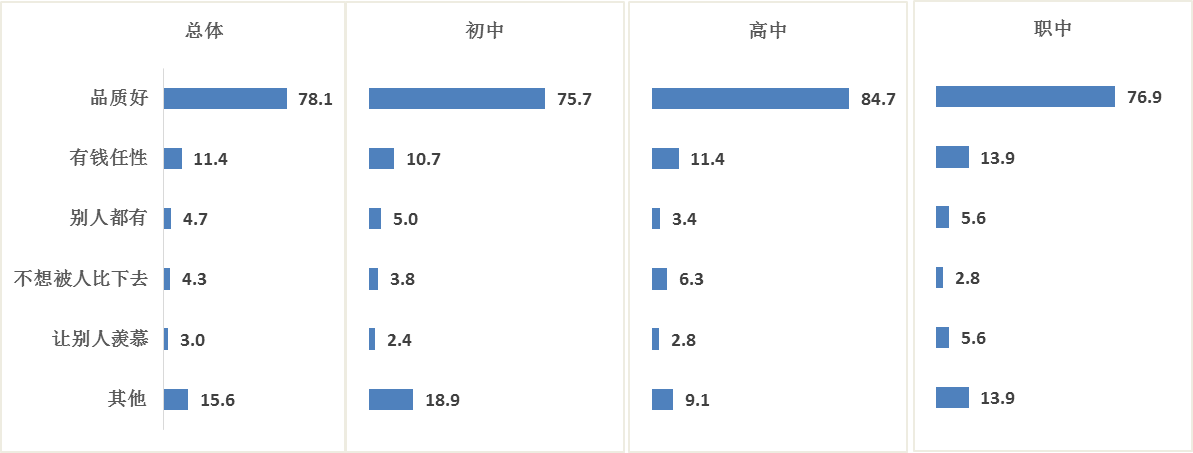 总体 初中 高中 职中
品质好 78.1 75.7 84.7 76.9
有钱任性 11.4 10.7 11.4 13.9
别人都有 4.7 5.0 3.4 5.6
不想被人比下去 4.3 3.8 6.3 2.8
让别人羡慕 3.0 2.4 2.8 5.6
其他 15.6 18.9 9.1 13.9